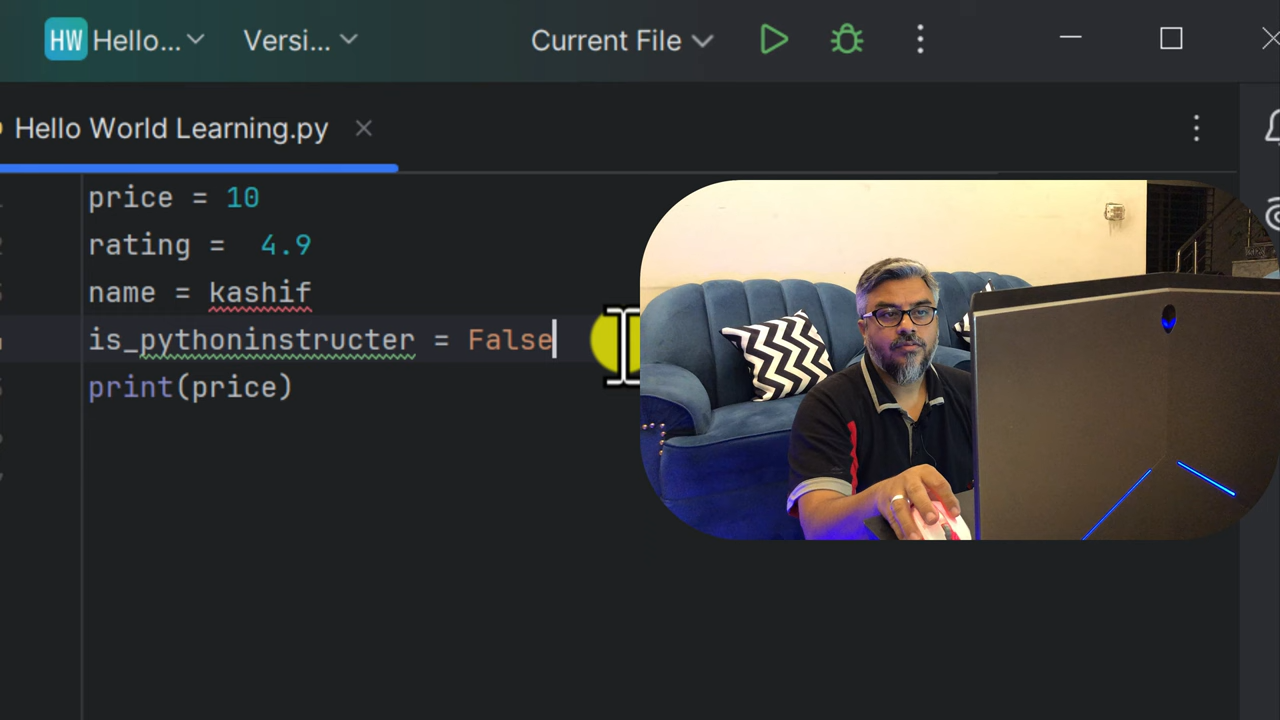 HW Hello... Versi... Current File
Hello World Learning.py
price = 10
rating =  4.9
name = kashif
is_pythoninstructer = False
print(price)